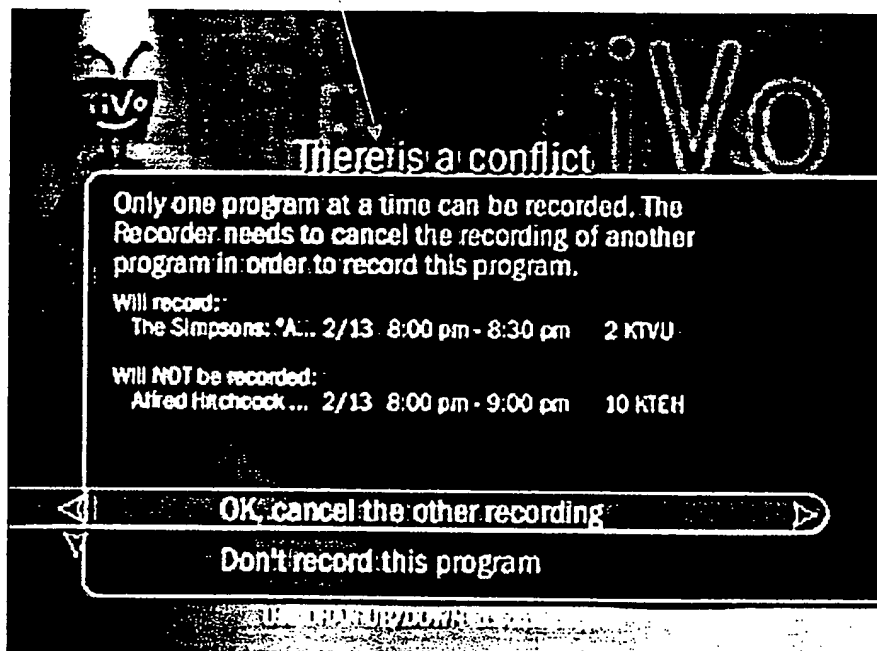 TiVo
iVo
There is a conflict
Only one program at a time can be recorded. The
Recorder needs to cancel the recording of another
program in order to record this program.
Will record:
The Simpsons: "A... 2/13 8:00 pm - 8:30 pm 2 KTVU
Will NOT be recorded:
Alfred Hitchcock ... 2/13 8:00 pm - 9:00 pm 10 KTEH
OK, cancel the other recording
Don't record this program